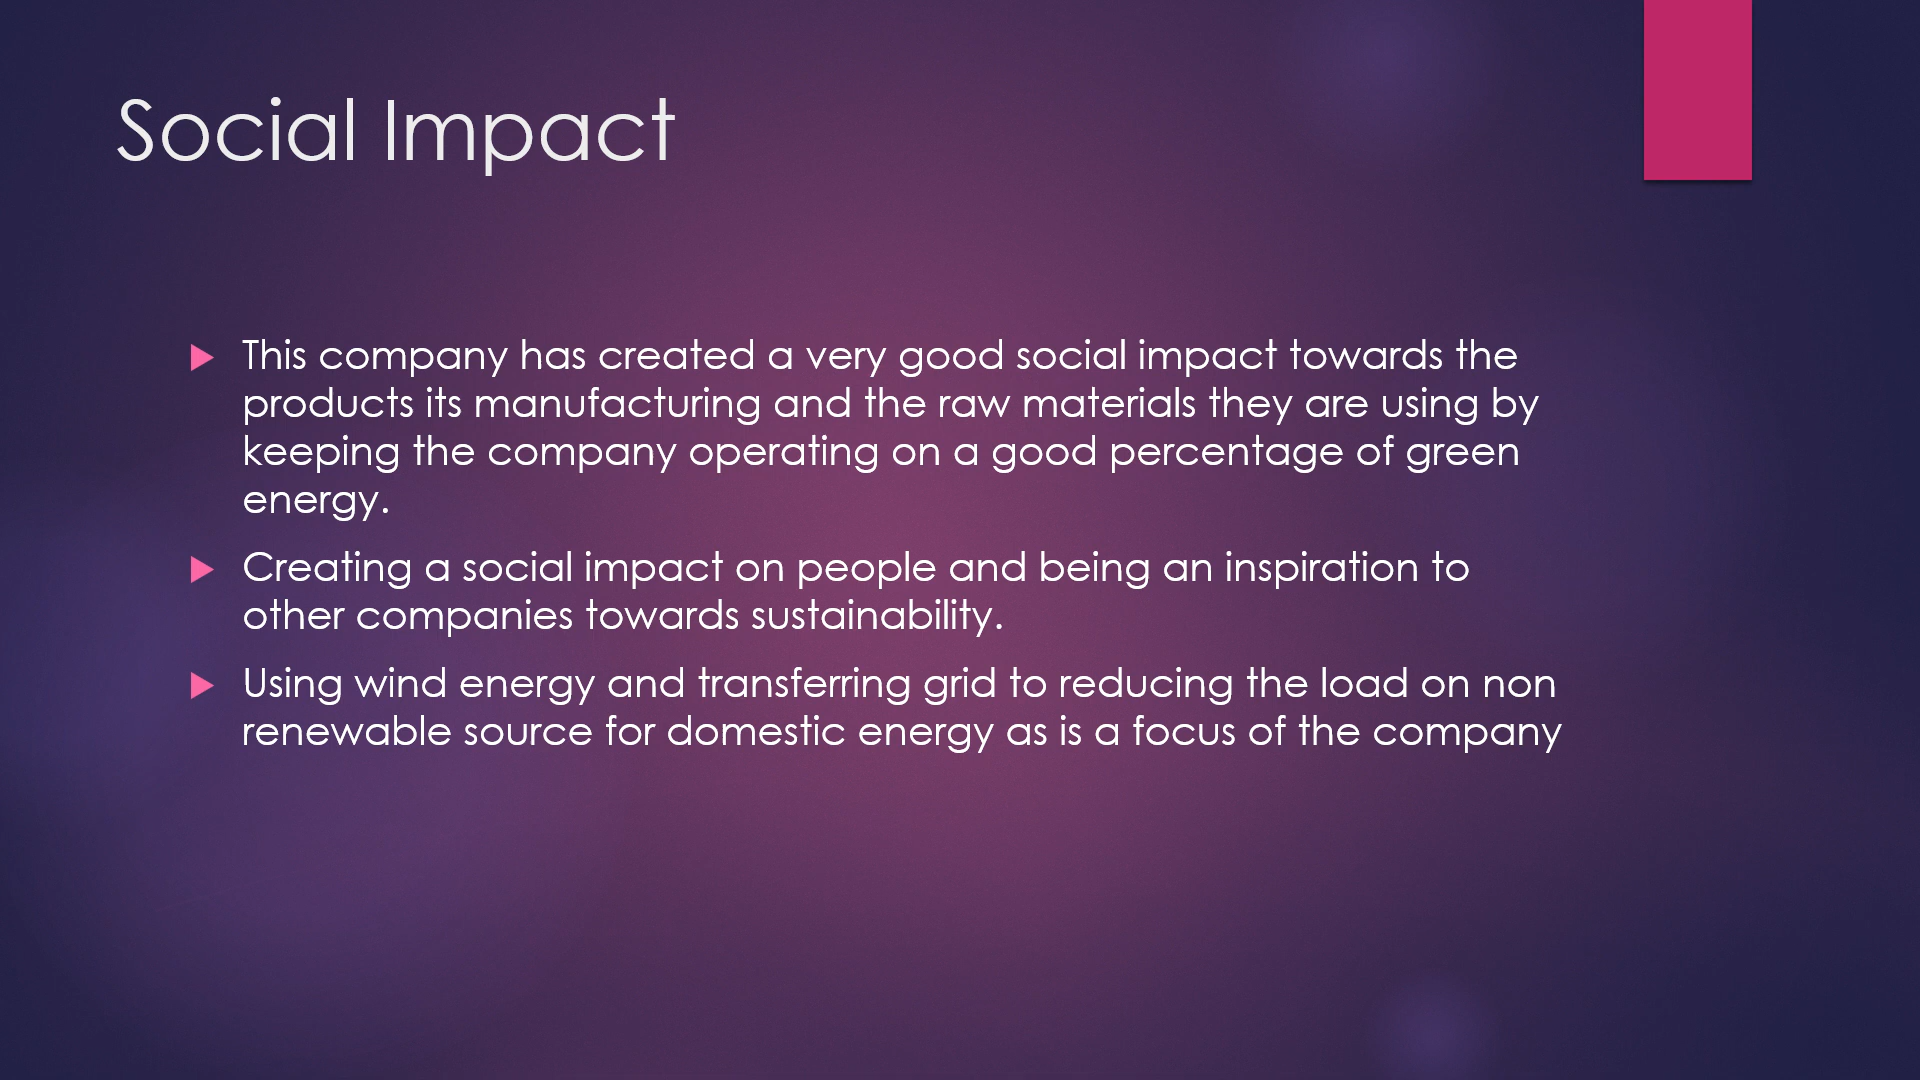 Social Impact
This company has created a very good social impact towards the
products its manufacturing and the raw materials they are using by
keeping the company operating on a good percentage of green
energy.
Creating a social impact on people and being an inspiration to
other companies towards sustainability.
Using wind energy and transferring grid to reducing the load on non
renewable source for domestic energy as is a focus of the company